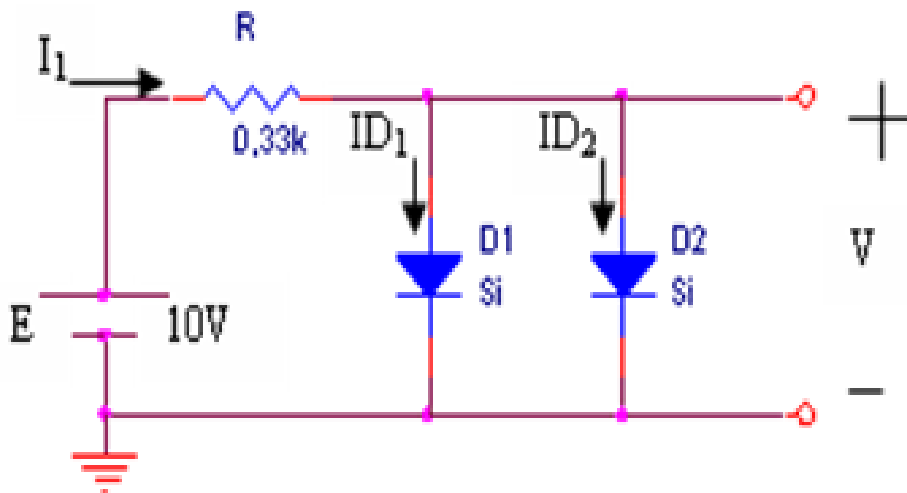 R
I1
0,33k
ID1
ID2
D1
Si
D2
Si
+
V
−
E
10V